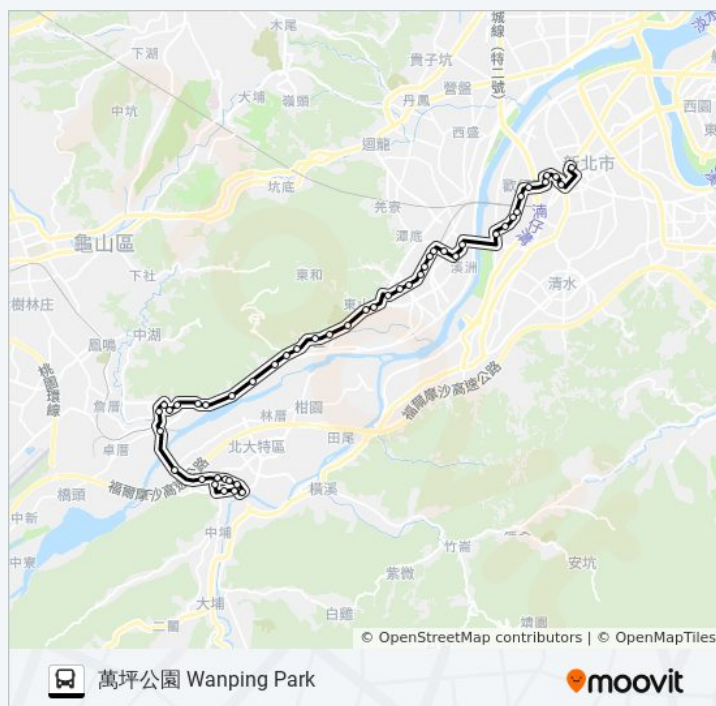 木尾
下湖
城線（特二號）
貴子坑
營盤
丹鳳
大埔
嶺頭
中坑
西盛
迴龍
西園
新北市
坑底
羌寮
歡
湳仔溝
龜山區
潭底
溪洲
東和
下社
清水
樹林庄
東山
中湖
鳳鳴
桃園環線
福爾摩沙高速公路
詹厝
柑園
林厝
卓厝
北大特區
田尾
福爾摩沙高速公路
橋頭
橫溪
中新
中埔
竹崙
中寮
安坑
紫微
大埔
白雞
二鬮
靖園
© OpenStreetMap contributors | © OpenMapTiles
萬坪公園 Wanping Park
moovit